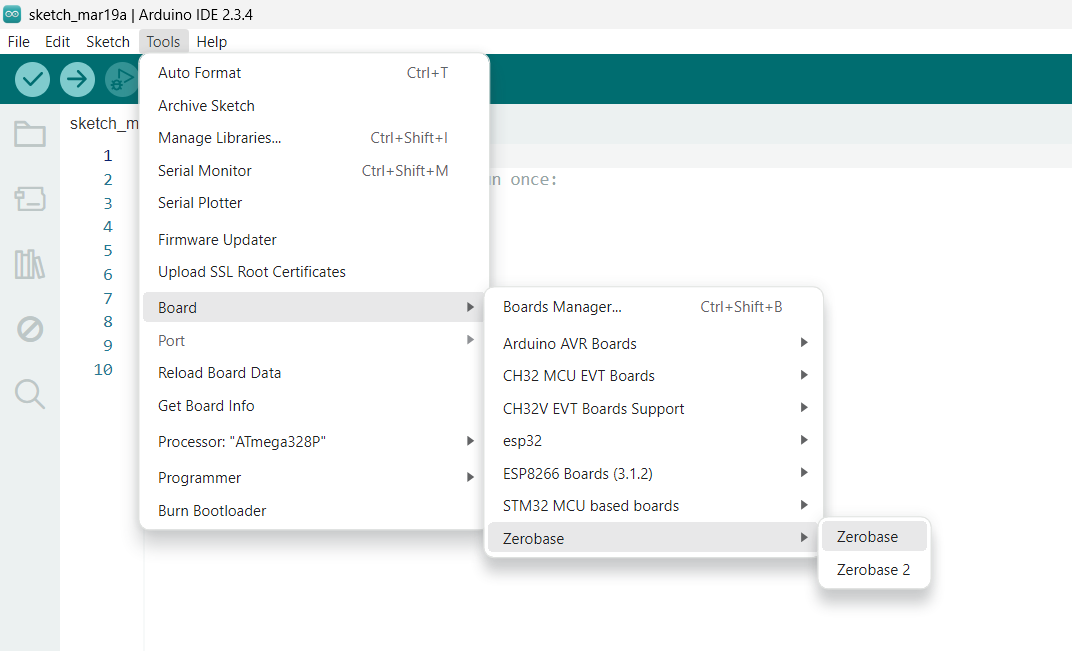 sketch_mar19a | Arduino IDE 2.3.4
File Edit Sketch Tools Help
sketch_m
1
2
3
4
5
6
7
8
9
10
n once:
Auto Format Ctrl+T
Archive Sketch
Manage Libraries... Ctrl+Shift+I
Serial Monitor Ctrl+Shift+M
Serial Plotter
Firmware Updater
Upload SSL Root Certificates
Board
Port
Reload Board Data
Get Board Info
Processor: "ATmega328P"
Programmer
Burn Bootloader
Boards Manager... Ctrl+Shift+B
Arduino AVR Boards
CH32 MCU EVT Boards
CH32V EVT Boards Support
esp32
ESP8266 Boards (3.1.2)
STM32 MCU based boards
Zerobase
Zerobase
Zerobase 2